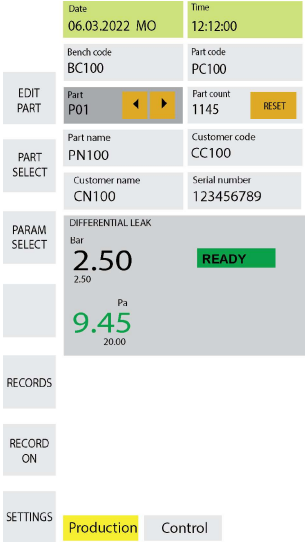 Date
06.03.2022 MO
Time
12:12:00
Bench code
BC100
Part code
PC100
EDIT
PART
Part
P01
Part count
1145
RESET
Part name
PN100
Customer code
CC100
PART
SELECT
Customer name
CN100
Serial number
123456789
PARAM
SELECT
DIFFERENTIAL LEAK
Bar
2.50
2.50
READY
Pa
9.45
20.00
RECORDS
RECORD
ON
SETTINGS
Production
Control